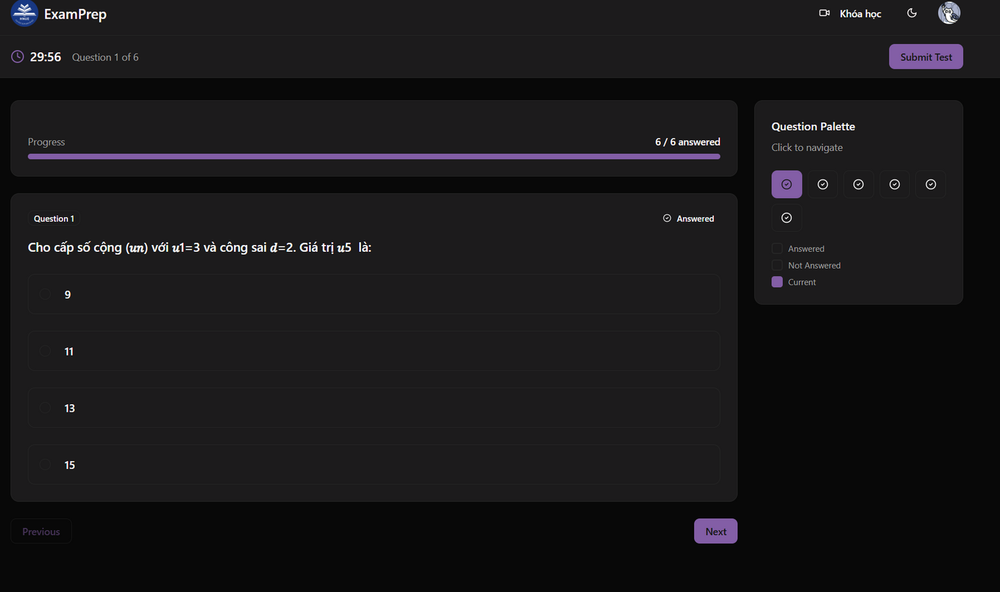 HNUE
ExamPrep
Khóa học
29:56
Question 1 of 6
Submit Test
Progress
6 / 6 answered
Question 1
Answered
Cho cấp số cộng (un) với u1=3 và công sai d=2. Giá trị u5 là:
9
11
13
15
Previous
Next
Question Palette
Click to navigate
Answered
Not Answered
Current